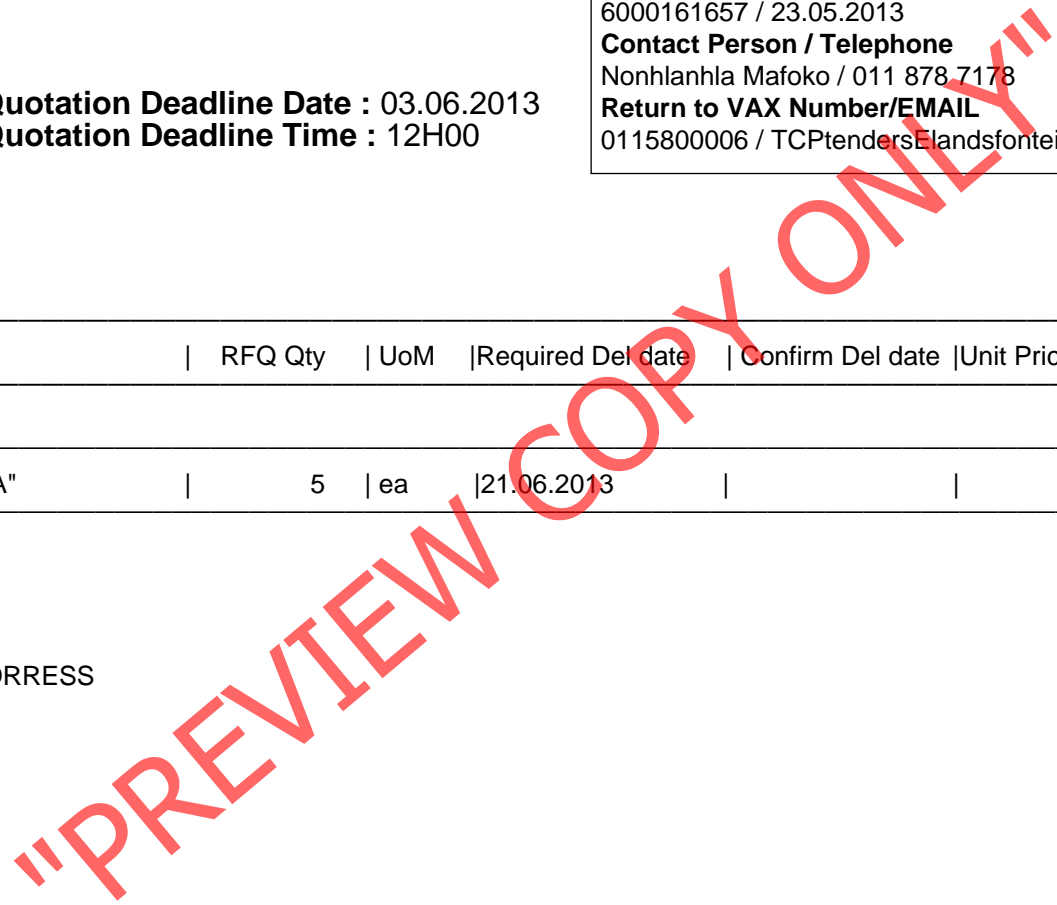 6000161657 / 23.05.2013
Contact Person / Telephone
Nonhlanhla Mafoko / 011 878 7178
Quotation Deadline Date : 03.06.2013
Return to VAX Number/EMAIL
Quotation Deadline Time : 12H00
0115800006 / TCPtendersElandsfontei
| RFQ Qty | UoM |Required Del date | Confirm Del date |Unit Pric
A" | 5 | ea |21.06.2013 | |
DRRESS
"PREVIEW COPY ONLY"